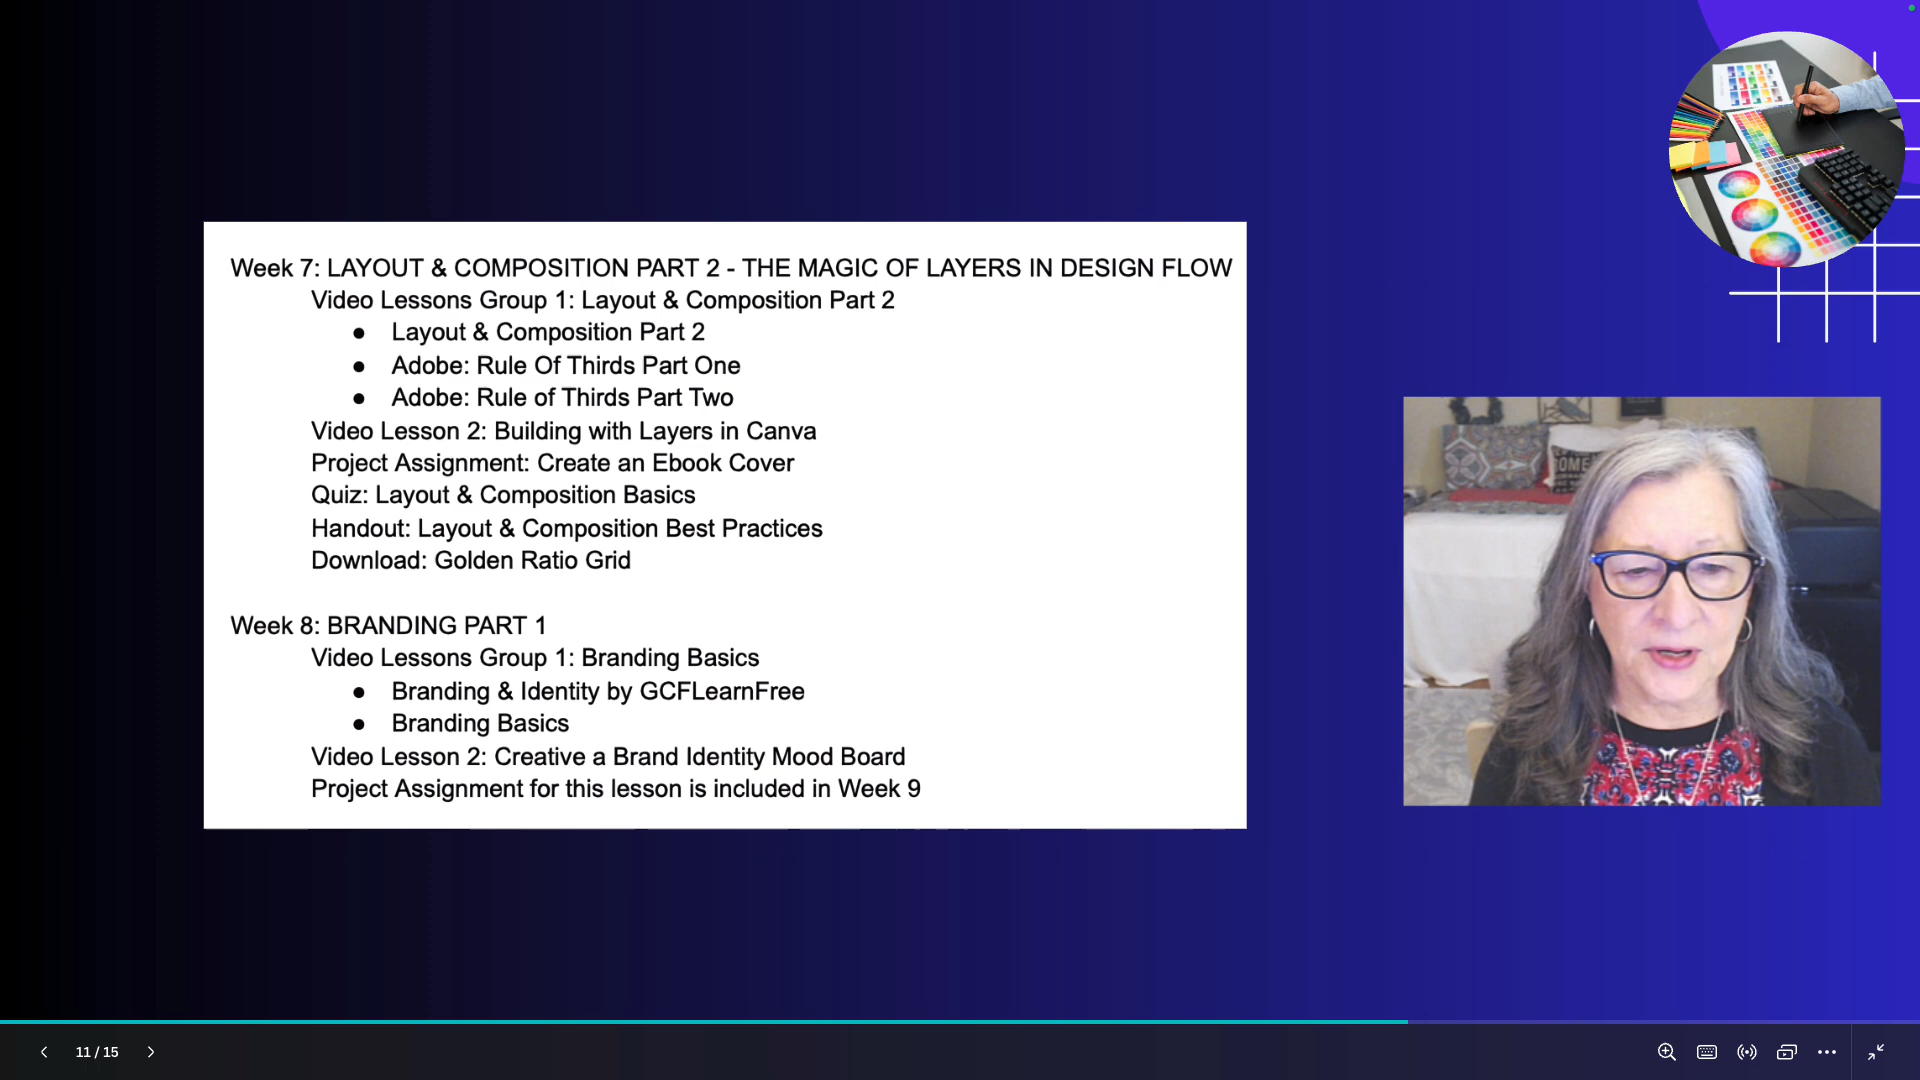 Week 7: LAYOUT & COMPOSITION PART 2 - THE MAGIC OF LAYERS IN DESIGN FLOW
Video Lessons Group 1: Layout & Composition Part 2
● Layout & Composition Part 2
● Adobe: Rule Of Thirds Part One
● Adobe: Rule of Thirds Part Two
Video Lesson 2: Building with Layers in Canva
Project Assignment: Create an Ebook Cover
Quiz: Layout & Composition Basics
Handout: Layout & Composition Best Practices
Download: Golden Ratio Grid
Week 8: BRANDING PART 1
Video Lessons Group 1: Branding Basics
● Branding & Identity by GCFLearnFree
● Branding Basics
Video Lesson 2: Creative a Brand Identity Mood Board
Project Assignment for this lesson is included in Week 9
11 / 15